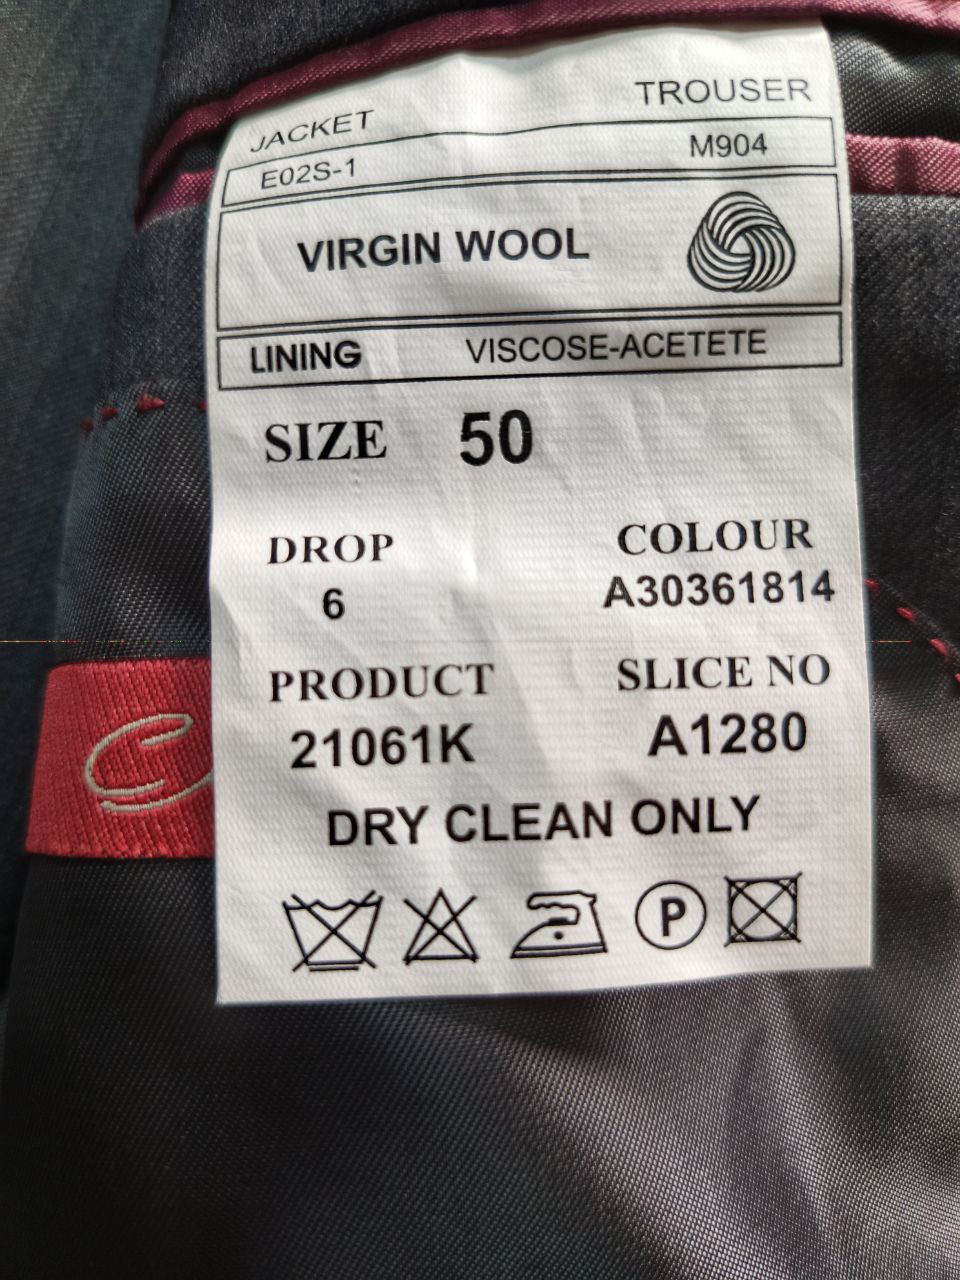 JACKET TROUSER
E02S-1 M904
VIRGIN WOOL
LINING VISCOSE-ACETETE
SIZE 50
DROP COLOUR
6 A30361814
PRODUCT SLICE NO
21061K A1280
DRY CLEAN ONLY
P